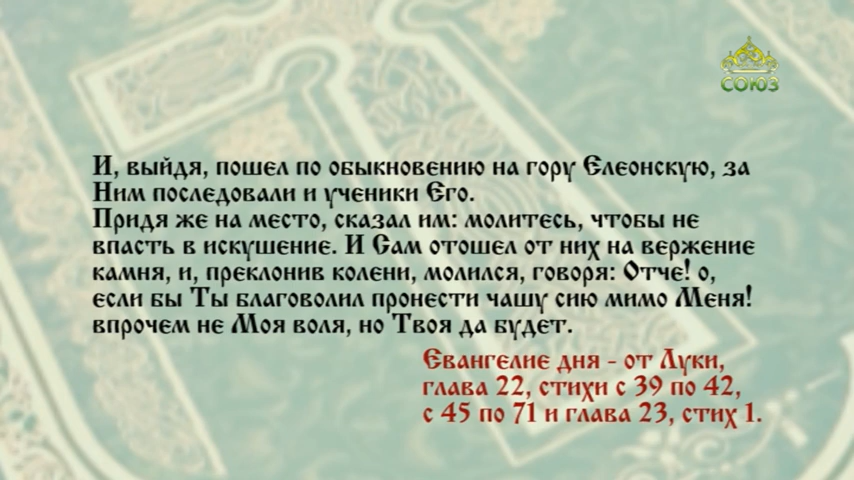 СОЮЗ
И, выйдя, пошел по обыкновению на гору Елеонскую, за
Ним последовали и ученики Его.
Придя же на место, сказал им: молитесь, чтобы не
впасть в искушение. И Сам отошел от них на вержение
камня, и, преклонив колени, молился, говоря: Отче! о,
если бы Ты благоволил пронести чашу сию мимо Меня!
впрочем не Моя воля, но Твоя да будет.
Евангелие дня - от Луки,
глава 22, стихи с 39 по 42,
с 45 по 71 и глава 23, стих 1.